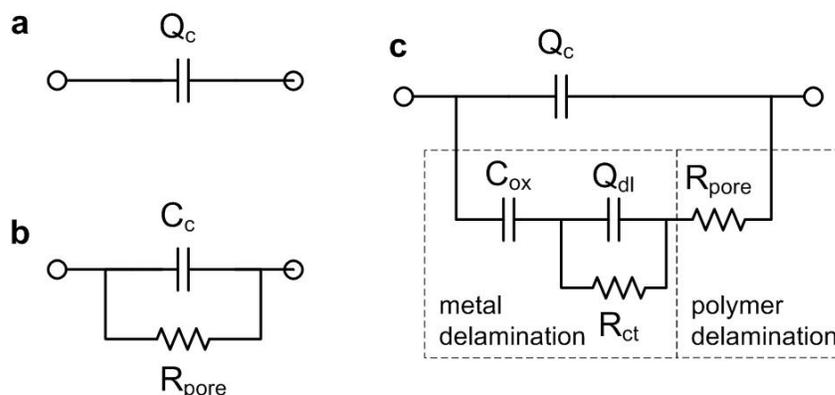 a
Qc
b
Cc
Rpore
c
Qc
Cox
Qdl
Rpore
Rct
metal
delamination
polymer
delamination